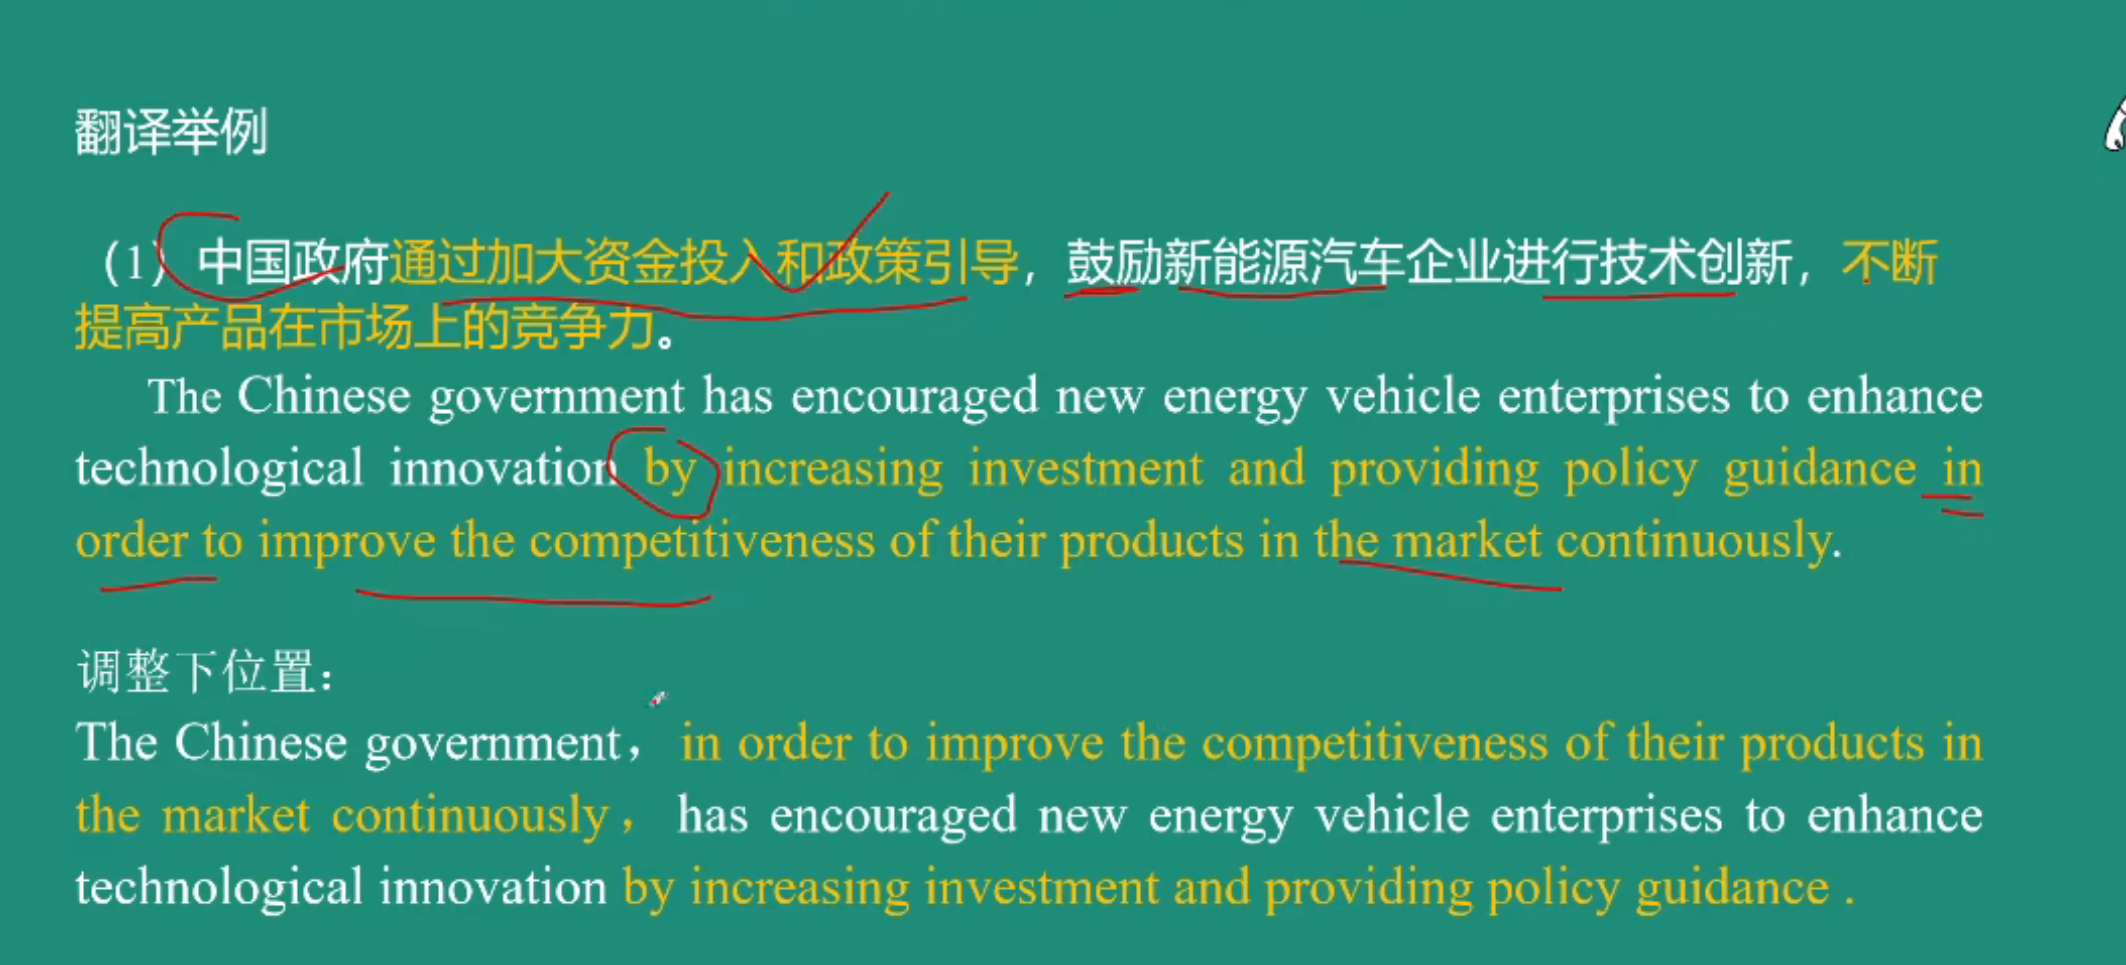 翻译举例
（1）中国政府通过加大资金投入和政策引导，鼓励新能源汽车企业进行技术创新，不断
提高产品在市场上的竞争力。
The Chinese government has encouraged new energy vehicle enterprises to enhance
technological innovation by increasing investment and providing policy guidance in
order to improve the competitiveness of their products in the market continuously.
调整下位置：
The Chinese government， in order to improve the competitiveness of their products in
the market continuously， has encouraged new energy vehicle enterprises to enhance
technological innovation by increasing investment and providing policy guidance .